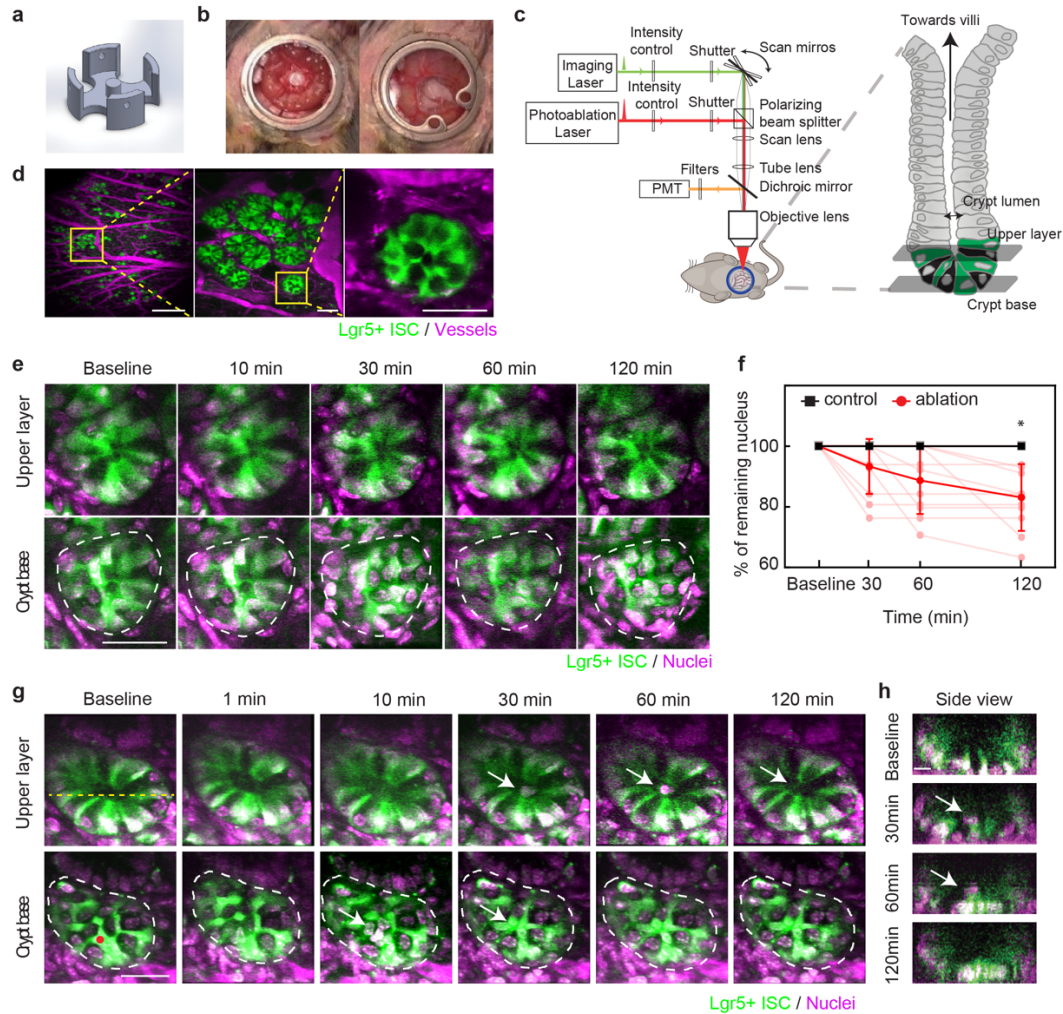 a
b
c
Imaging
Laser
Intensity
control
Shutter
Scan mirros
Photoablation
Laser
Intensity
control
Shutter
Polarizing
beam splitter
Scan lens
Tube lens
Filters
PMT
Dichroic mirror
Objective lens
Towards villi
Crypt lumen
Upper layer
Crypt base
d
Lgr5+ ISC / Vessels
e
Baseline
10 min
30 min
60 min
120 min
Upper layer
Crypt base
Lgr5+ ISC / Nuclei
f
control
ablation
*
% of remaining nucleus
100
80
60
Baseline
30
60
120
Time (min)
g
Baseline
1 min
10 min
30 min
60 min
120 min
Upper layer
Crypt base
Lgr5+ ISC / Nuclei
h
Side view
Baseline
30min
60min
120min